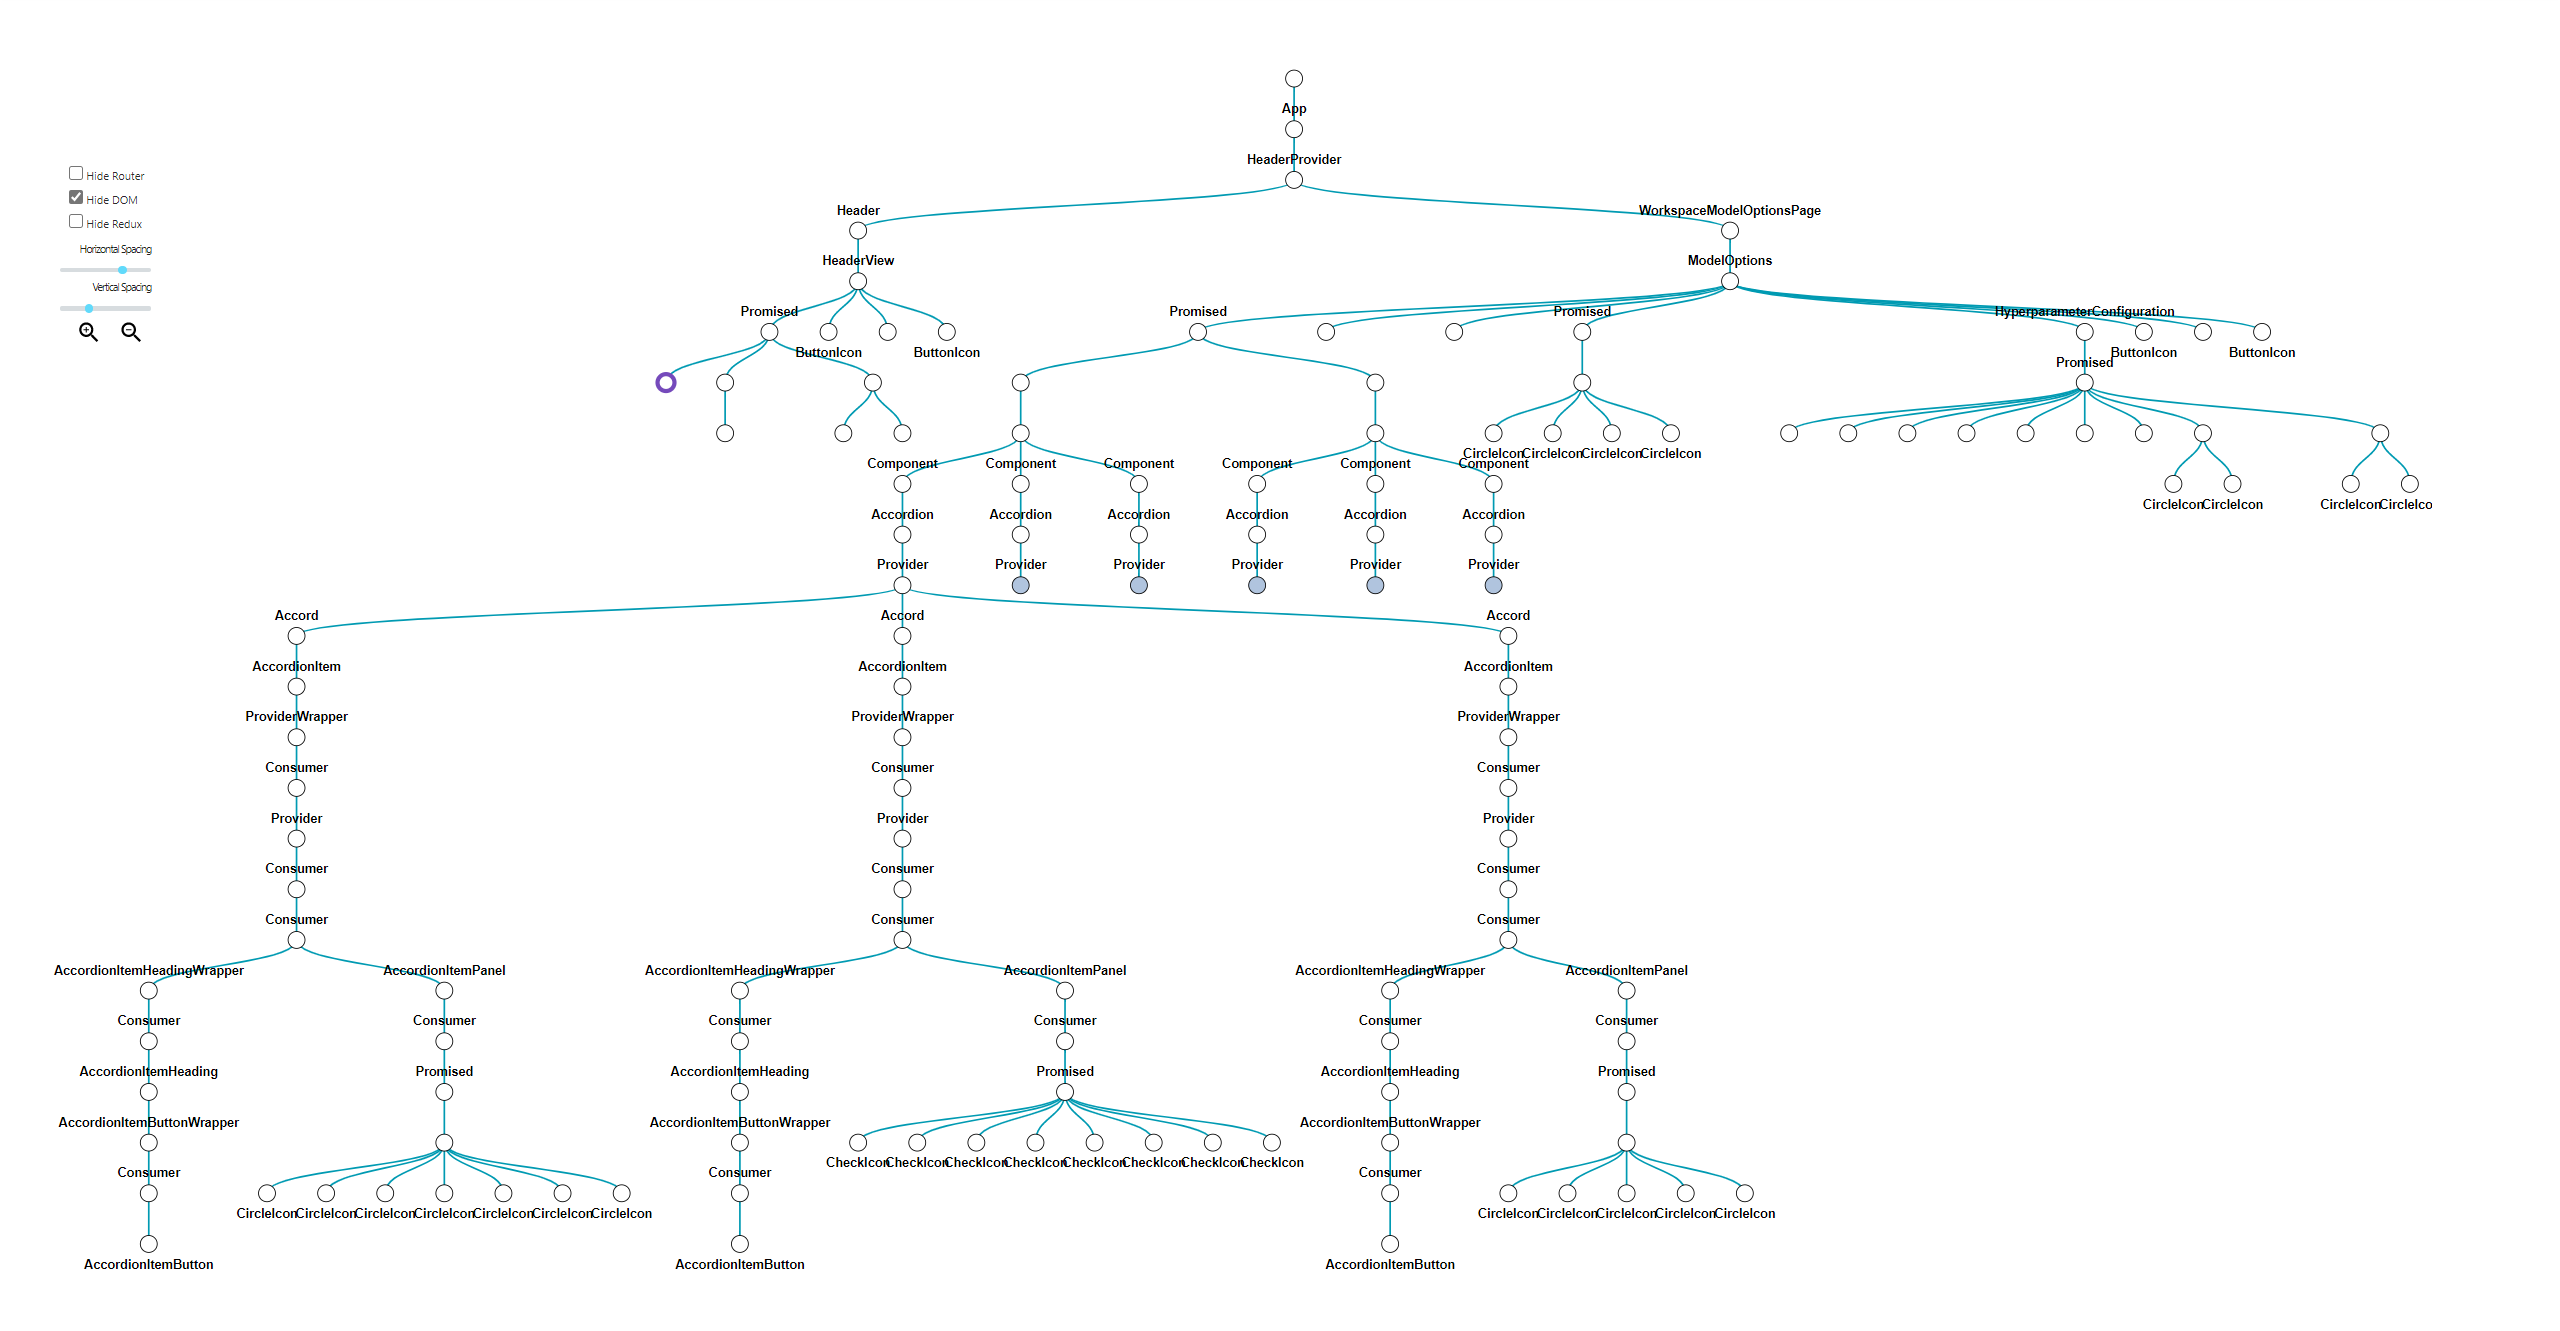 App
HeaderProvider
Hide Router
Hide DOM
Hide Redux
Horizontal Spacing
Vertical Spacing
Header WorkspaceModelOptionsPage
HeaderView ModelOptions
Promised Promised Promised HyperparameterConfiguration
ButtonIcon ButtonIcon ButtonIcon ButtonIcon
Promised
CircleIcon CircleIcon CircleIcon CircleIcon
Component Component Component Component Component Component
CircleIcon CircleIcon CircleIcon CircleIco
Accordion Accordion Accordion Accordion Accordion Accordion
Provider Provider Provider Provider Provider Provider
Accord Accord Accord
AccordionItem AccordionItem AccordionItem
ProviderWrapper ProviderWrapper ProviderWrapper
Consumer Consumer Consumer
Provider Provider Provider
Consumer Consumer Consumer
Consumer Consumer Consumer
AccordionItemHeadingWrapper AccordionItemPanel AccordionItemHeadingWrapper AccordionItemPanel AccordionItemHeadingWrapper AccordionItemPanel
Consumer Consumer Consumer Consumer Consumer Consumer
AccordionItemHeading Promised AccordionItemHeading Promised AccordionItemHeading Promised
AccordionItemButtonWrapper AccordionItemButtonWrapper AccordionItemButtonWrapper
CheckIcon CheckIcon CheckIcon CheckIcon CheckIcon CheckIcon CheckIcon CheckIcon
Consumer Consumer Consumer
CircleIcon CircleIcon CircleIcon CircleIcon CircleIcon CircleIcon CircleIcon CircleIcon CircleIcon CircleIcon CircleIcon CircleIcon
AccordionItemButton AccordionItemButton AccordionItemButton